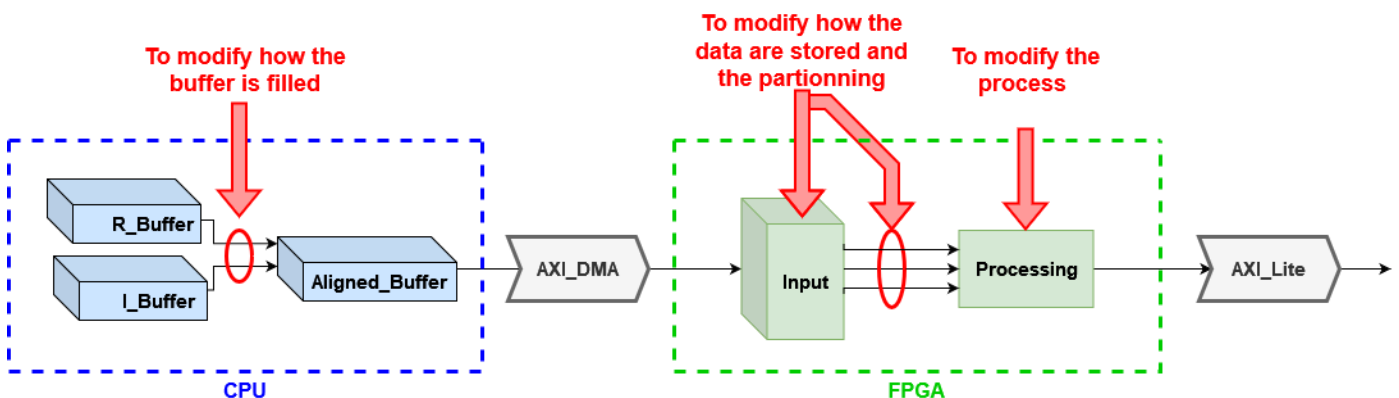 To modify how the
buffer is filled
To modify how the
data are stored and
the partionning
To modify the
process
R_Buffer
I_Buffer
Aligned_Buffer
AXI_DMA
Input
Processing
AXI_Lite
CPU
FPGA